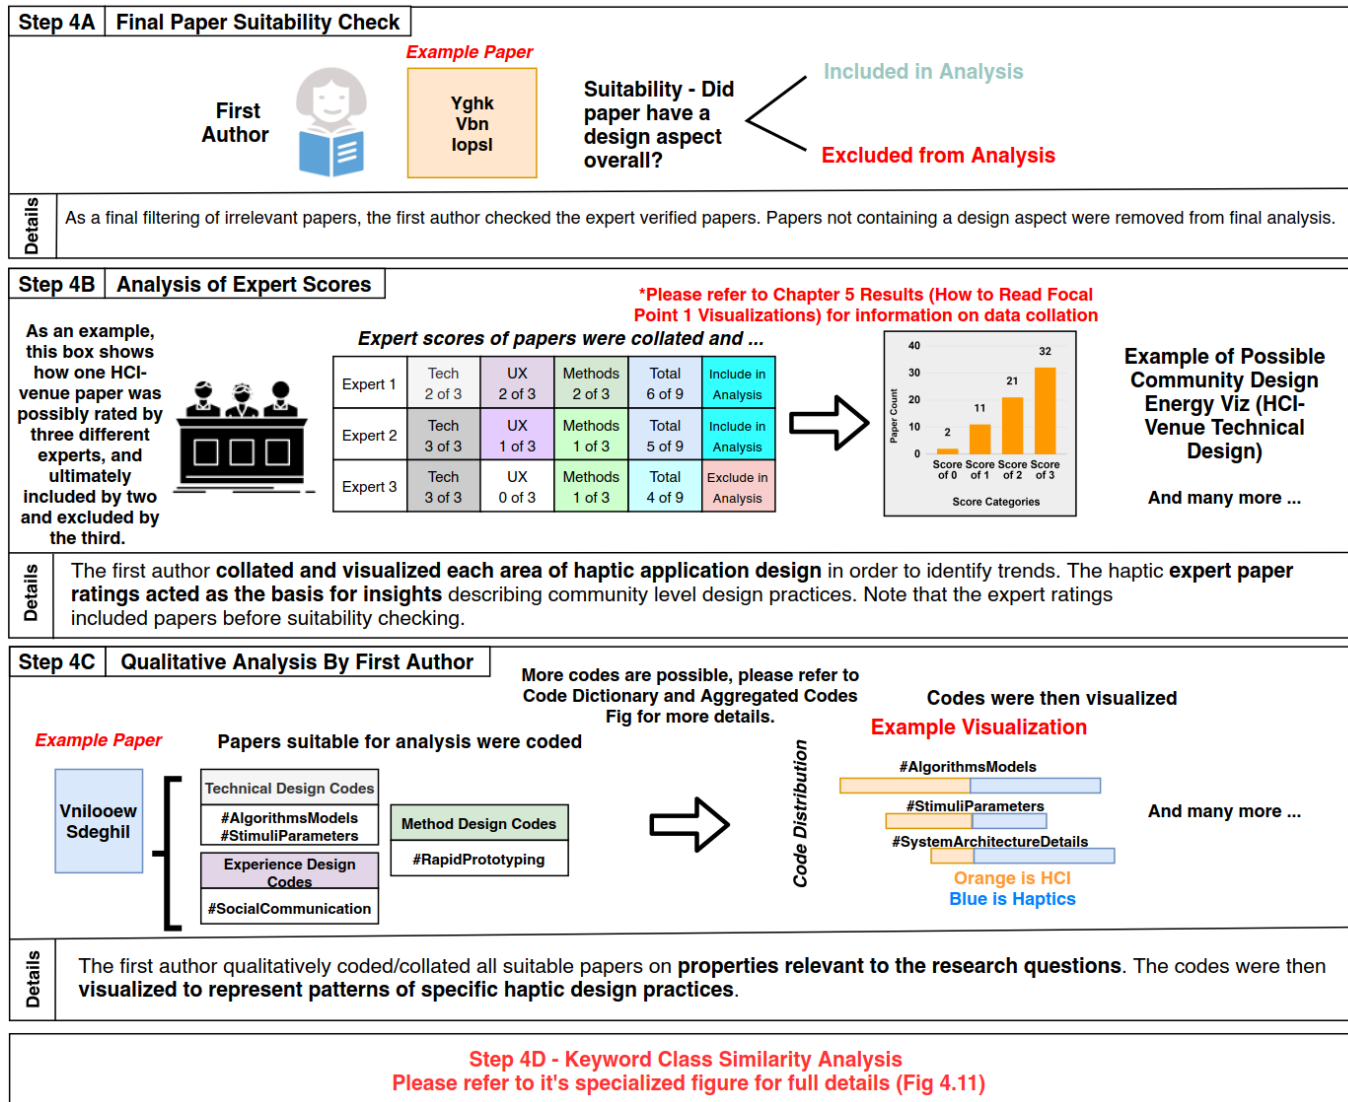 Step 4A Final Paper Suitability Check
Example Paper
First
Author
Yghk
Vbn
Iopsl
Suitability - Did
paper have a
design aspect
overall?
Included in Analysis
Excluded from Analysis
Details
As a final filtering of irrelevant papers, the first author checked the expert verified papers. Papers not containing a design aspect were removed from final analysis.
Step 4B Analysis of Expert Scores
As an example,
this box shows
how one HCI-
venue paper was
possibly rated by
three different
experts, and
ultimately
included by two
and excluded by
the third.
*Please refer to Chapter 5 Results (How to Read Focal
Point 1 Visualizations) for information on data collation
Expert scores of papers were collated and ...
Expert 1
Tech
2 of 3
UX
2 of 3
Methods
2 of 3
Total
6 of 9
Include in
Analysis
Expert 2
Tech
3 of 3
UX
1 of 3
Methods
1 of 3
Total
5 of 9
Include in
Analysis
Expert 3
Tech
3 of 3
UX
0 of 3
Methods
1 of 3
Total
4 of 9
Exclude in
Analysis
Paper Count
40
30
20
10
0
2
11
21
32
Score of 0
Score of 1
Score of 2
Score of 3
Score Categories
Example of Possible
Community Design
Energy Viz (HCI-
Venue Technical
Design)
And many more ...
Details
The first author collated and visualized each area of haptic application design in order to identify trends. The haptic expert paper
ratings acted as the basis for insights describing community level design practices. Note that the expert ratings
included papers before suitability checking.
Step 4C Qualitative Analysis By First Author
More codes are possible, please refer to
Code Dictionary and Aggregated Codes
Fig for more details.
Example Paper
Papers suitable for analysis were coded
Vnilooew
Sdeghil
Technical Design Codes
#AlgorithmsModels
#StimuliParameters
Experience Design
Codes
#SocialCommunication
Method Design Codes
#RapidPrototyping
Codes were then visualized
Example Visualization
Code Distribution
#AlgorithmsModels
#StimuliParameters
#SystemArchitectureDetails
Orange is HCI
Blue is Haptics
And many more ...
Details
The first author qualitatively coded/collated all suitable papers on properties relevant to the research questions. The codes were then
visualized to represent patterns of specific haptic design practices.
Step 4D - Keyword Class Similarity Analysis
Please refer to it's specialized figure for full details (Fig 4.11)